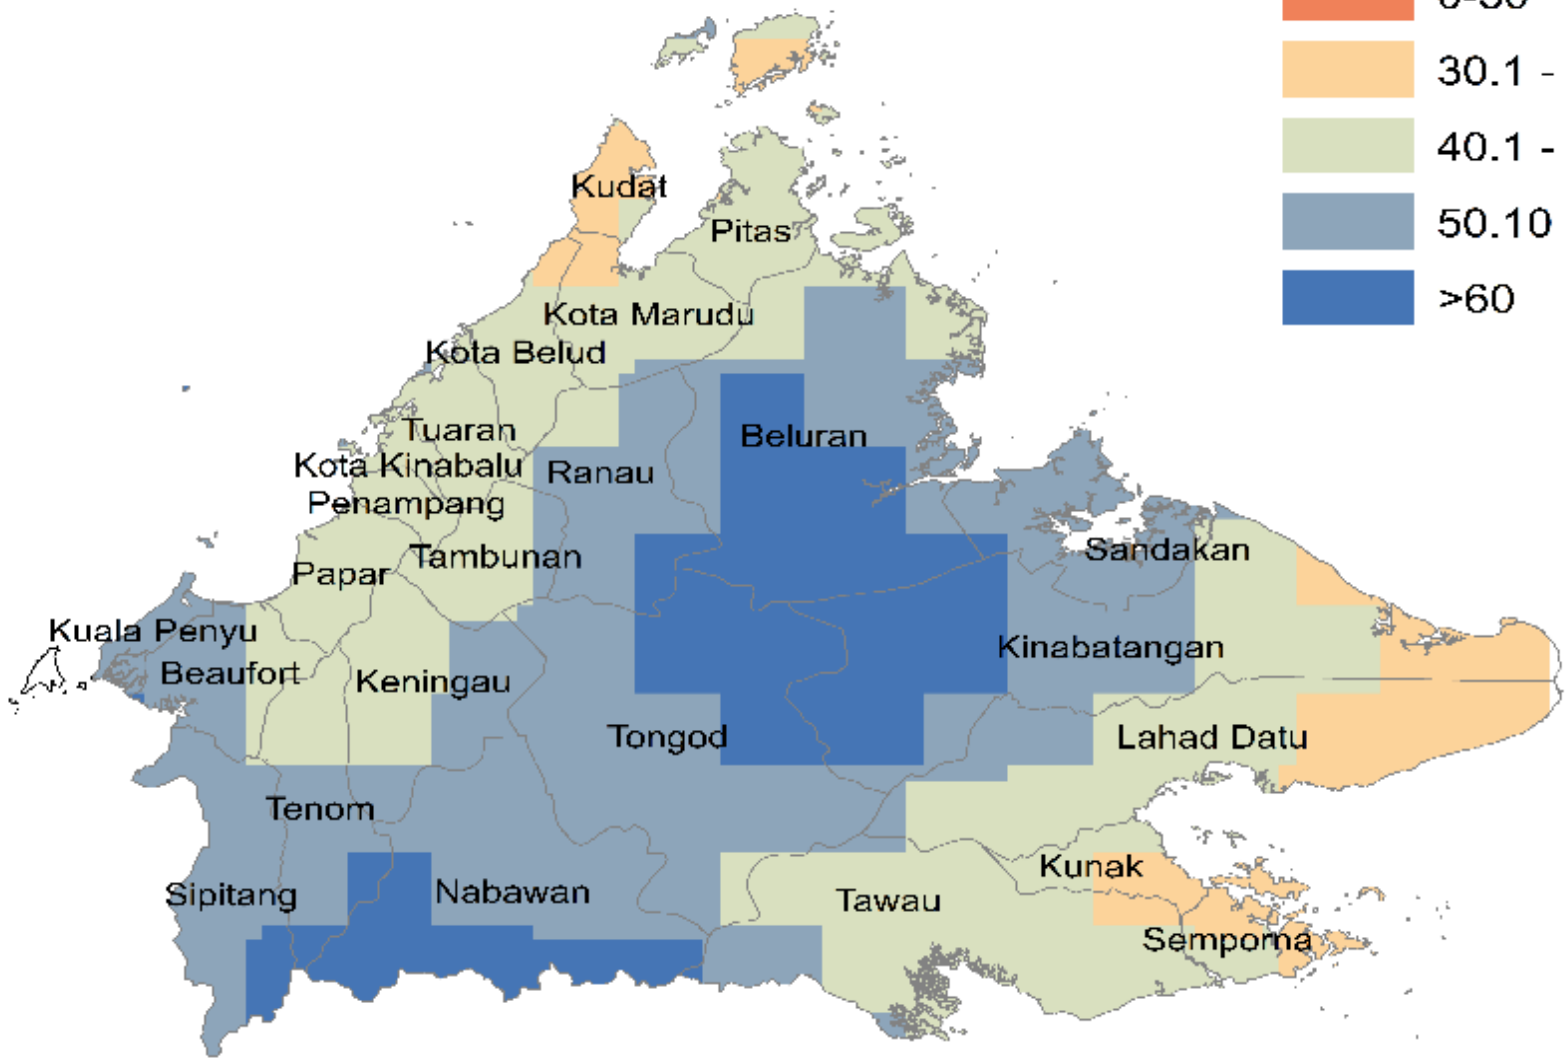 30.1 -
40.1 -
50.10
>60
Kudat
Pitas
Kota Marudu
Kota Belud
Tuaran
Beluran
Kota Kinabalu
Ranau
Penampang
Tambunan
Sandakan
Papar
Kuala Penyu
Kinabatangan
Beaufort
Keningau
Tongod
Lahad Datu
Tenom
Kunak
Sipitang
Nabawan
Tawau
Semporna